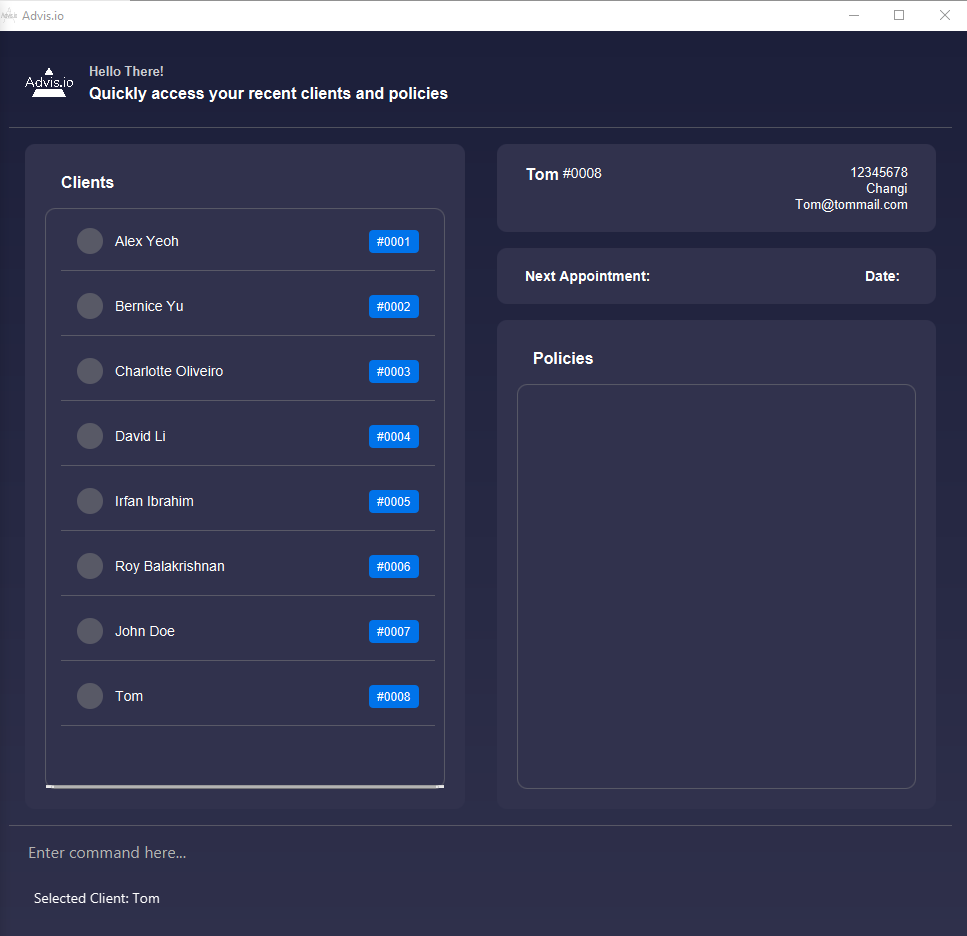 Advis.io
Hello There!
Advis.io
Quickly access your recent clients and policies
Clients
Alex Yeoh #0001
Bernice Yu #0002
Charlotte Oliveiro #0003
David Li #0004
Irfan Ibrahim #0005
Roy Balakrishnan #0006
John Doe #0007
Tom #0008
Tom #0008
12345678
Changi
Tom@tommail.com
Next Appointment: Date:
Policies
Enter command here...
Selected Client: Tom